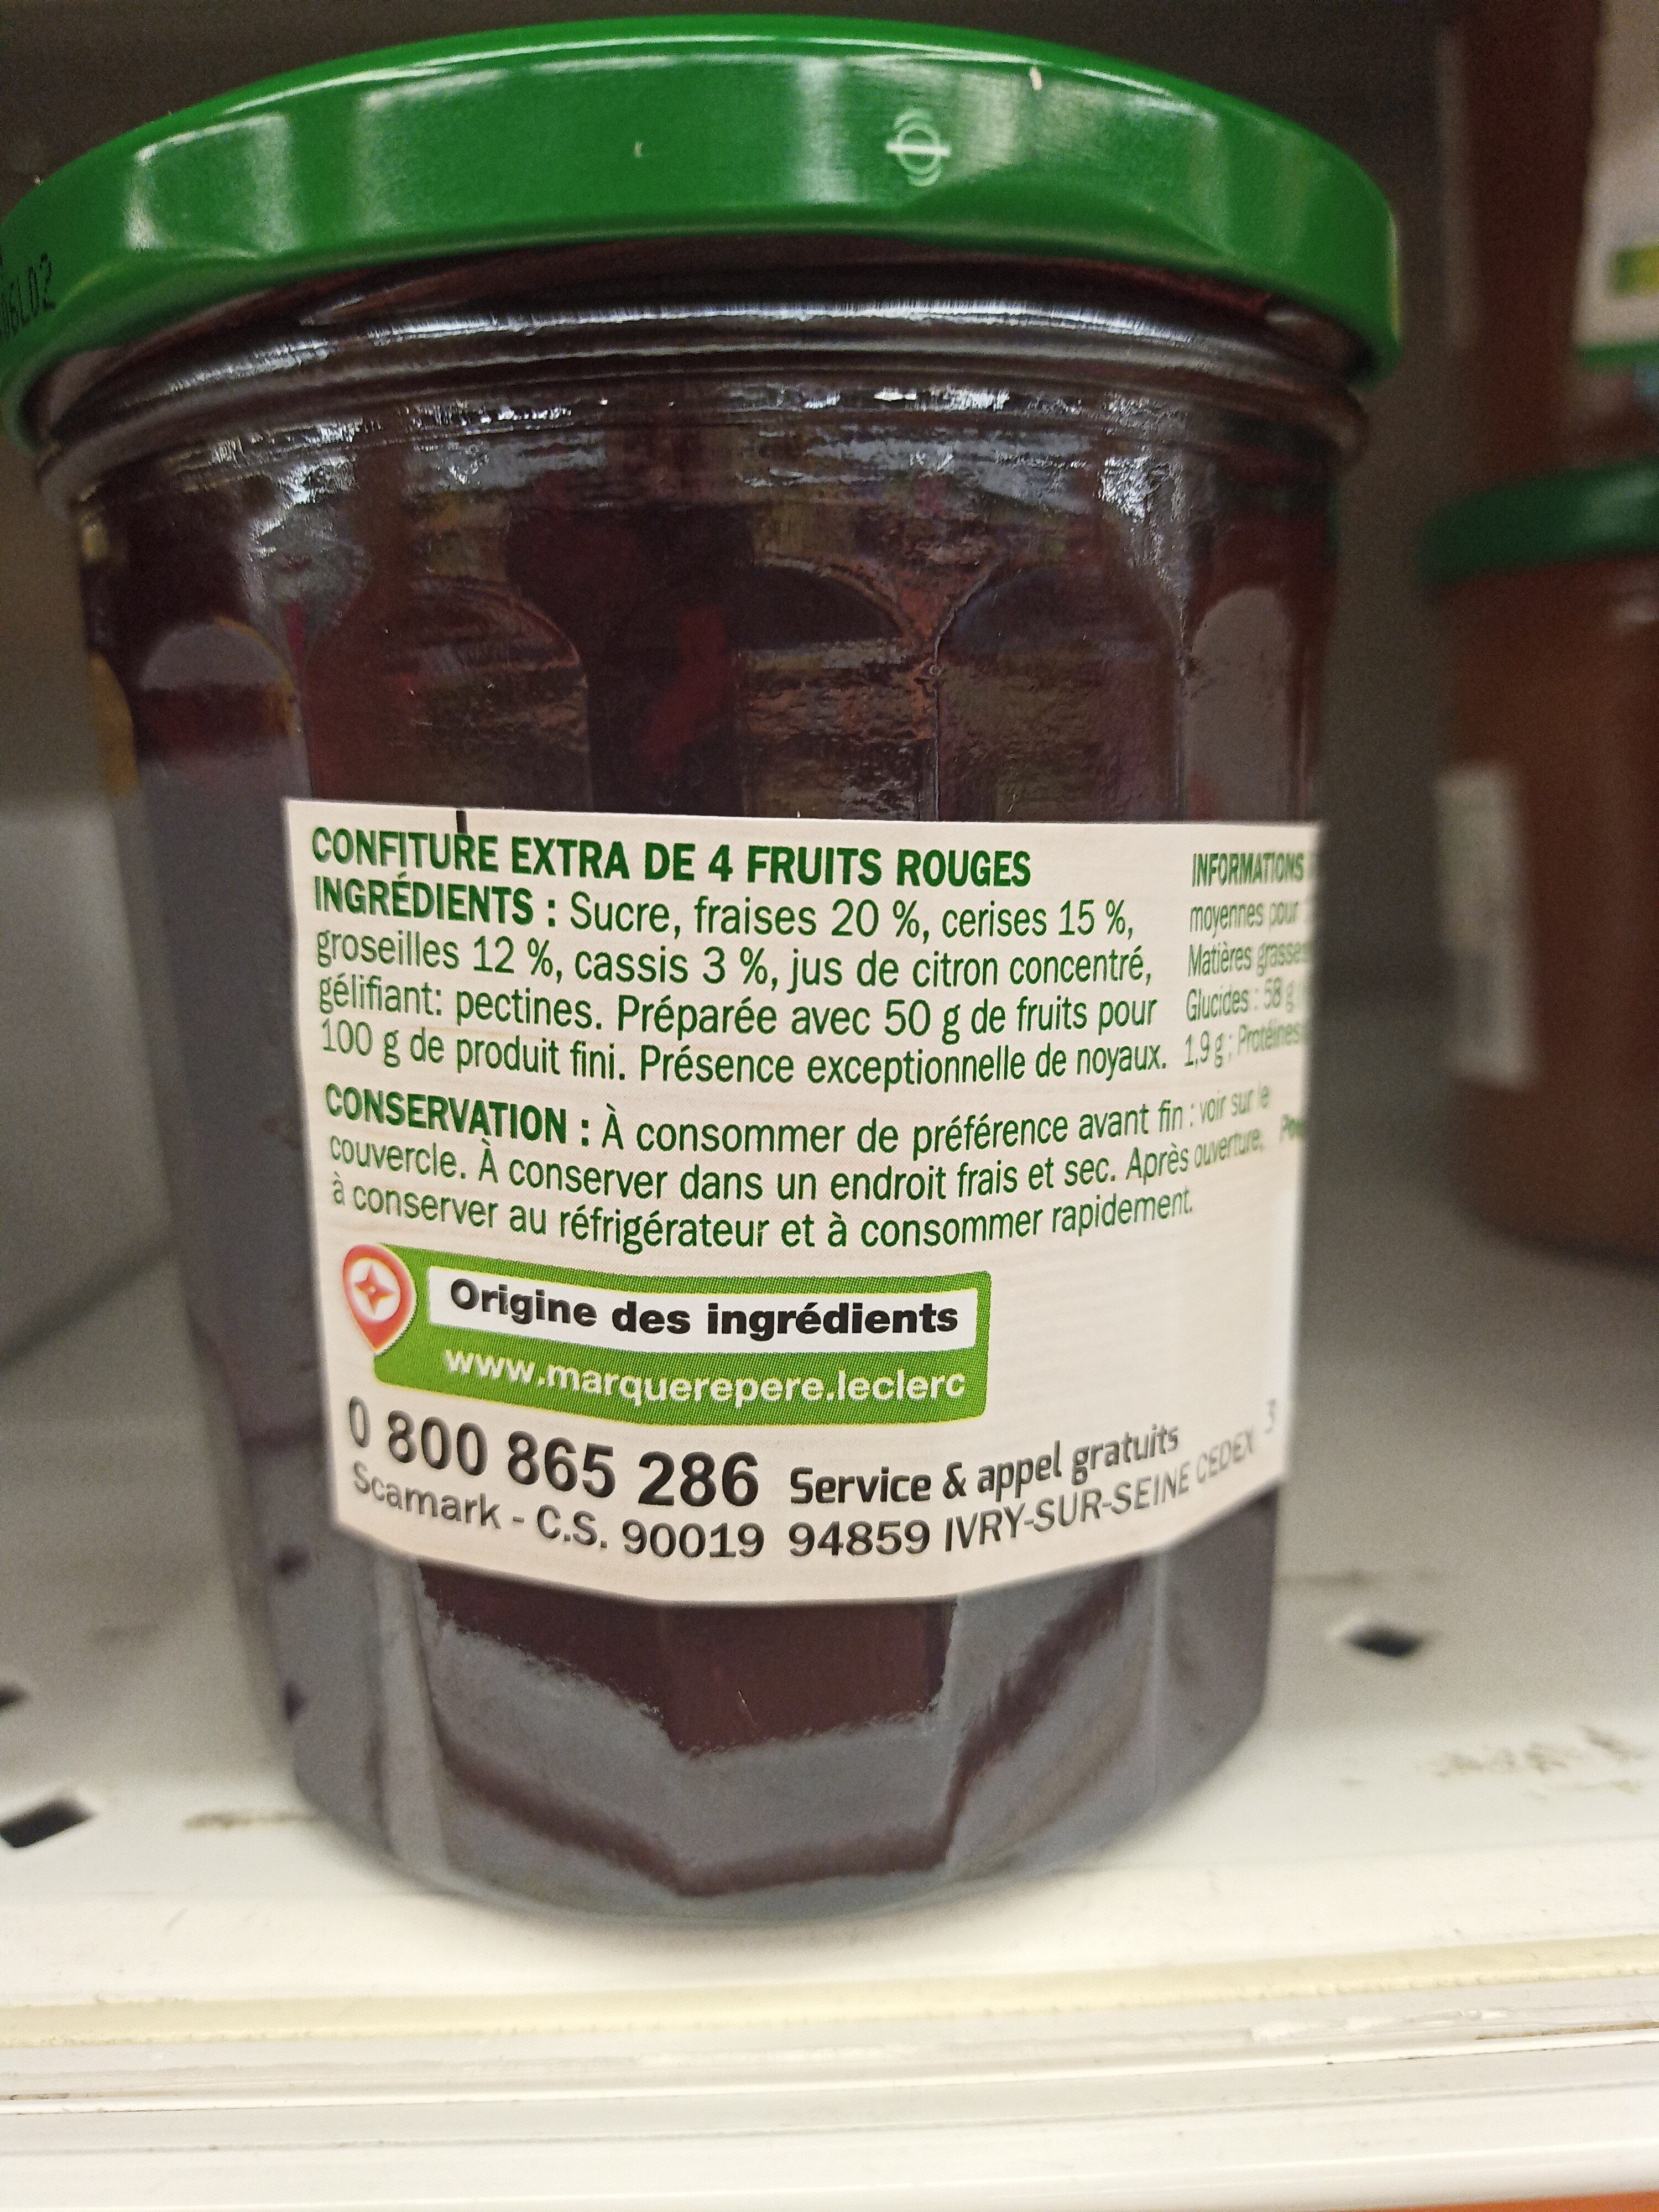 06L02
CONFITURE EXTRA DE 4 FRUITS ROUGES
INGRÉDIENTS : Sucre, fraises 20 %, cerises 15 %,
groseilles 12 %, cassis 3 %, jus de citron concentré,
gélifiant: pectines. Préparée avec 50 g de fruits pour
100 g de produit fini. Présence exceptionnelle de noyaux.
CONSERVATION : À consommer de préférence avant fin : voir sur le
couvercle. À conserver dans un endroit frais et sec. Après ouverture,
à conserver au réfrigérateur et à consommer rapidement.
Origine des ingrédients
www.marquerepere.leclerc
0 800 865 286 Service & appel gratuits
Scamark - C.S. 90019 94859 IVRY-SUR-SEINE CEDEX
3
INFORMATIONS
moyennes pour
Matières grasses
Glucides : 58 g
1,9 g ; Protéines